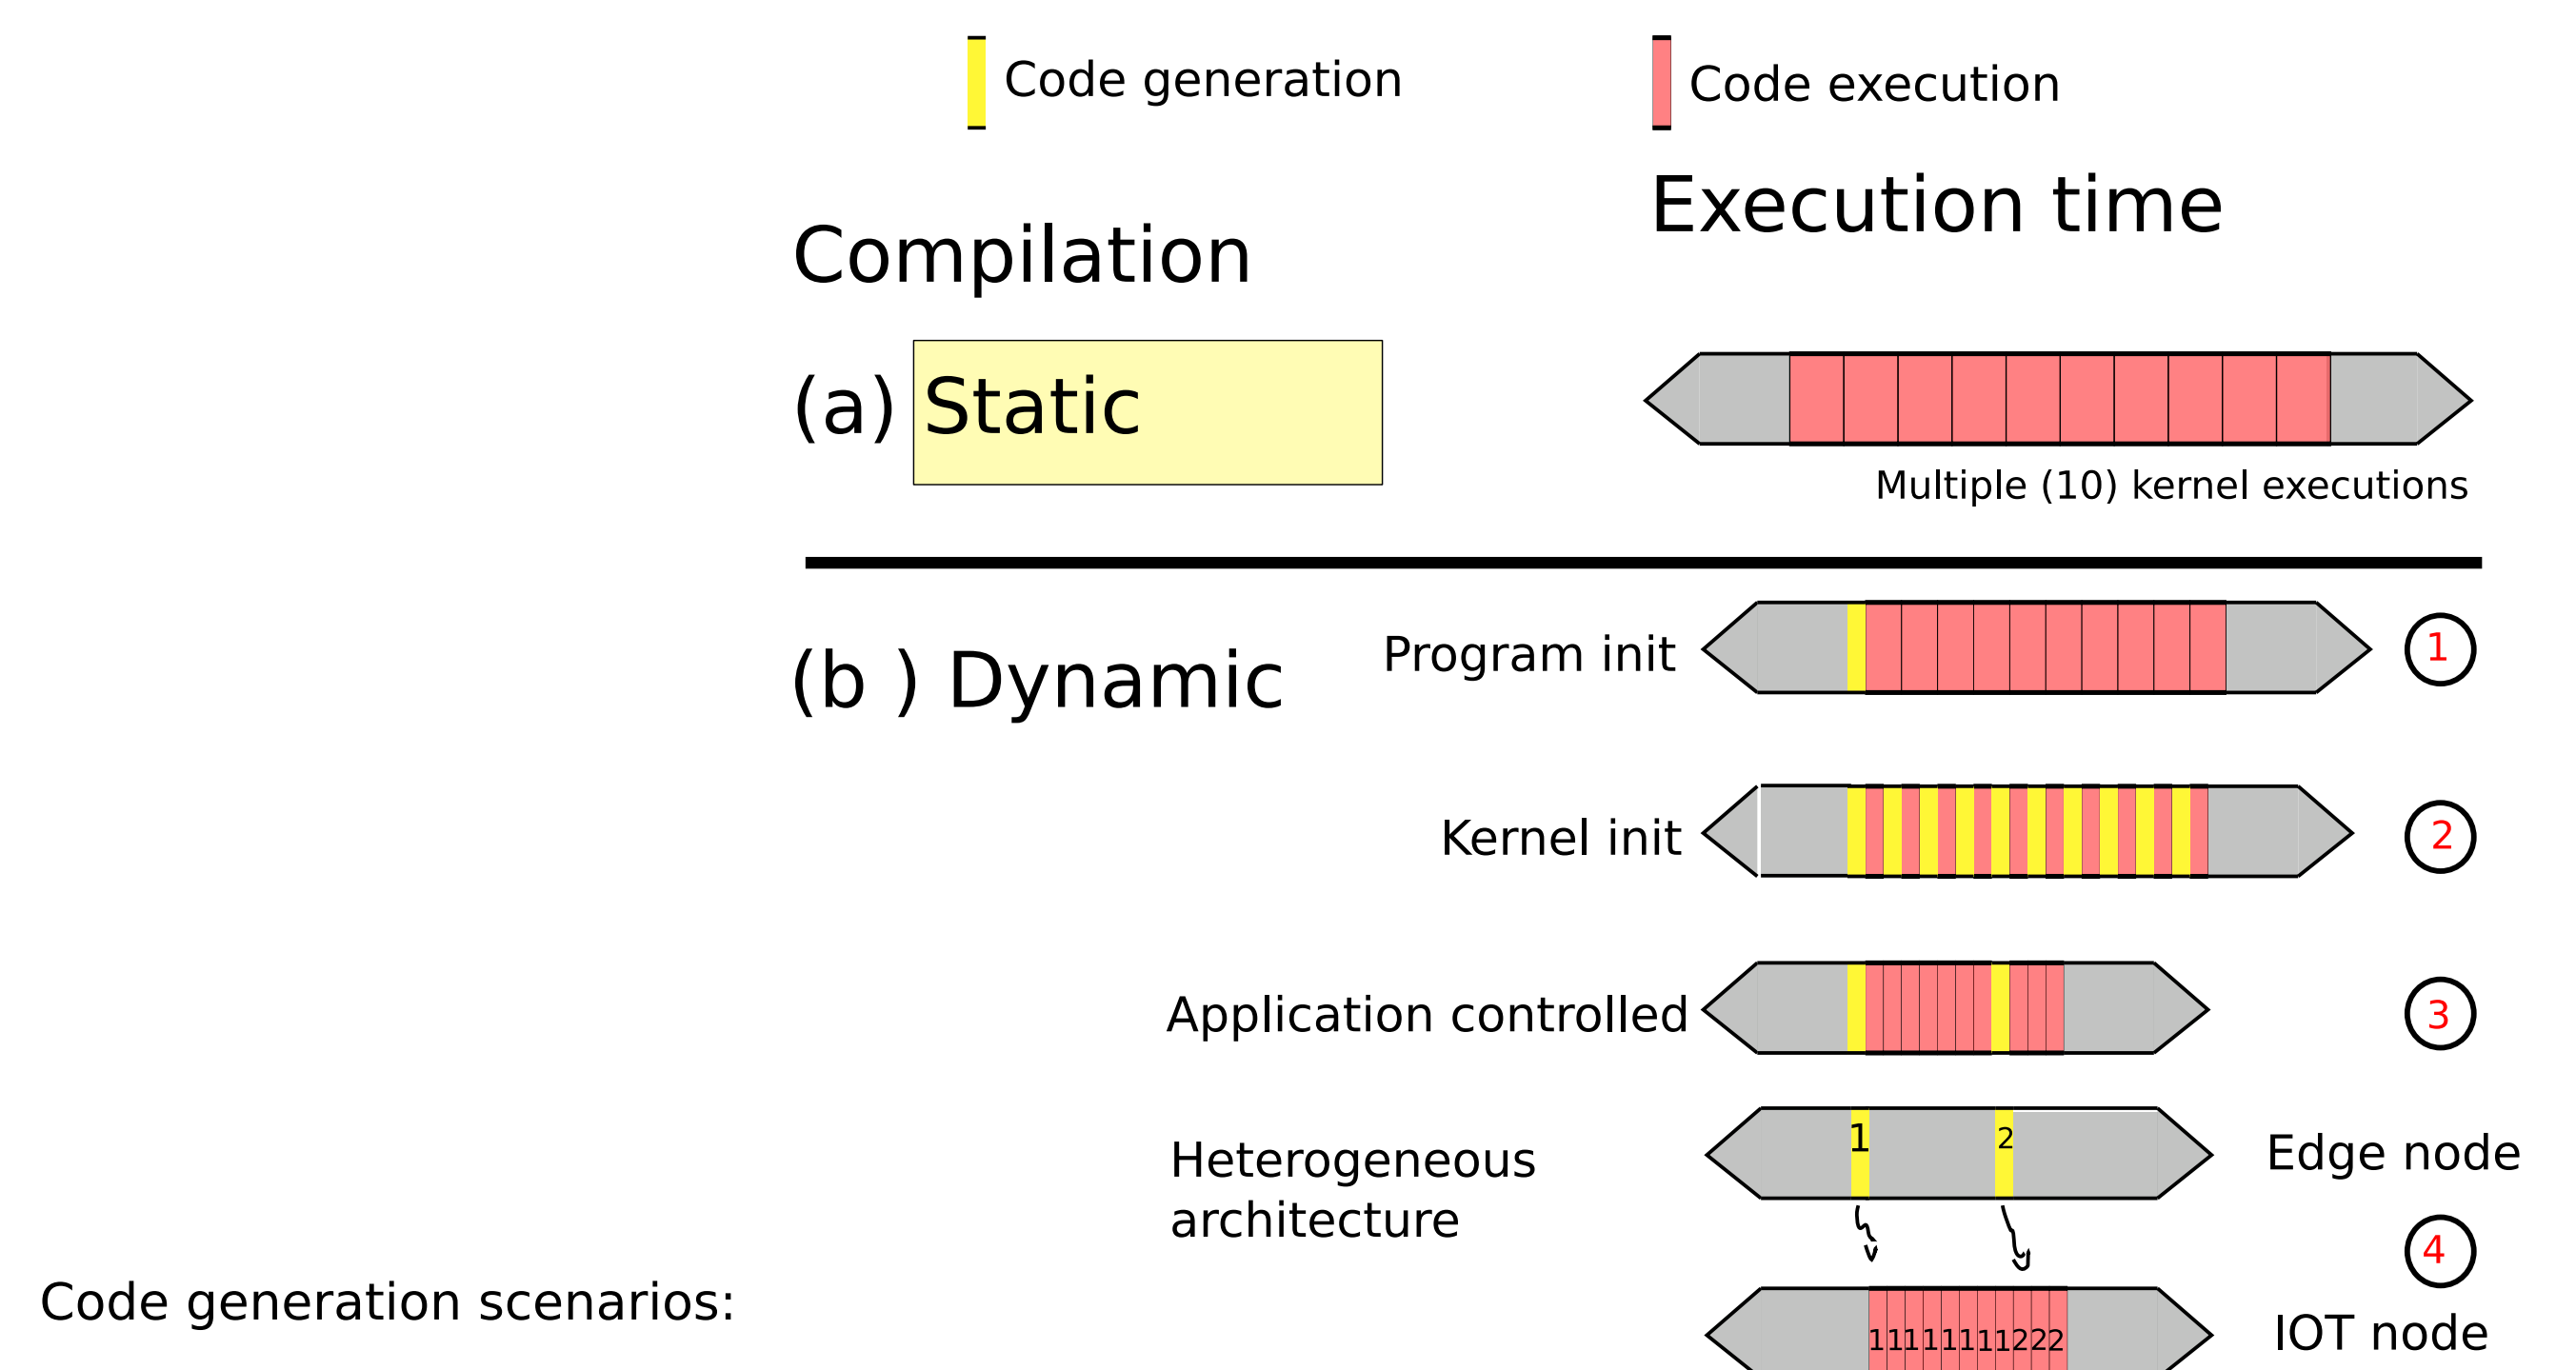 Code generation
Code execution
Execution time
Compilation
(a) Static
Multiple (10) kernel executions
(b ) Dynamic
Program init
1
Kernel init
2
Application controlled
3
1 2
Heterogeneous
architecture
Edge node
4
Code generation scenarios:
11111111222
IOT node